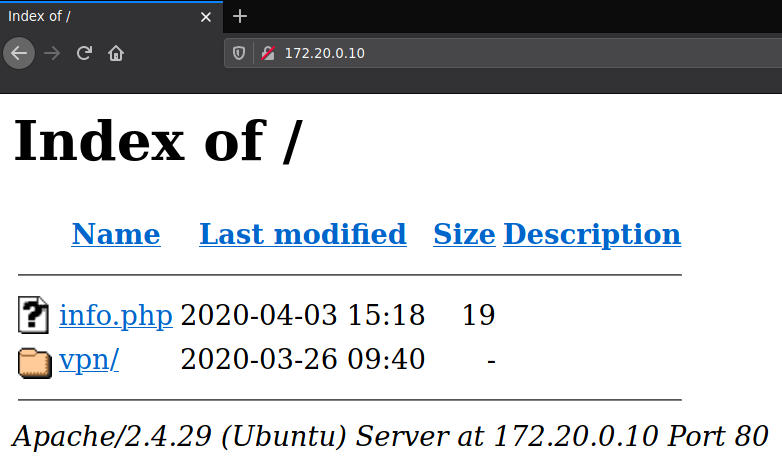 Index of /
172.20.0.10
Index of /
Name Last modified Size Description
info.php 2020-04-03 15:18 19
vpn/ 2020-03-26 09:40 -
Apache/2.4.29 (Ubuntu) Server at 172.20.0.10 Port 80